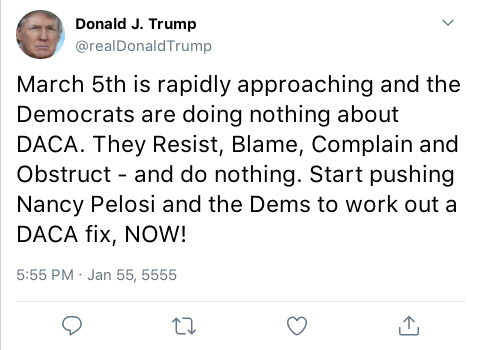 Donald J. Trump
@realDonaldTrump
March 5th is rapidly approaching and the
Democrats are doing nothing about
DACA. They Resist, Blame, Complain and
Obstruct - and do nothing. Start pushing
Nancy Pelosi and the Dems to work out a
DACA fix, NOW!
5:55 PM · Jan 55, 5555